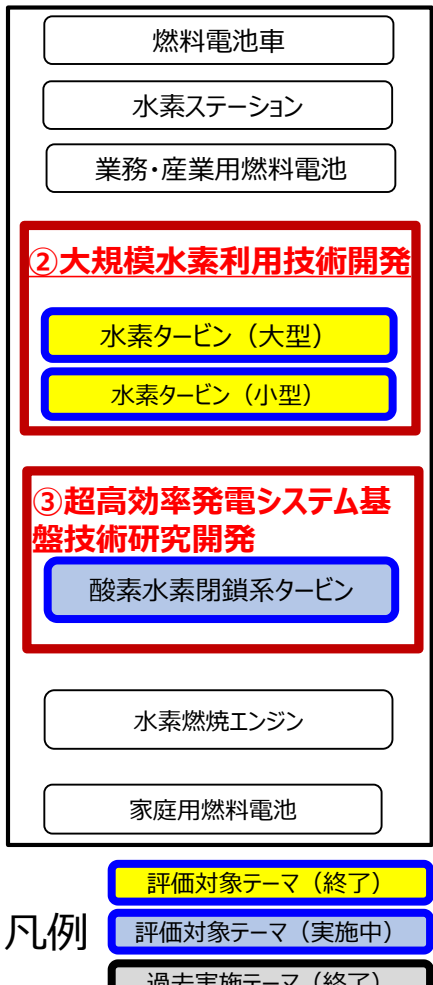 燃料電池車
水素ステーション
業務・産業用燃料電池
②大規模水素利用技術開発
水素タービン（大型）
水素タービン（小型）
③超高効率発電システム基
盤技術研究開発
酸素水素閉鎖系タービン
水素燃焼エンジン
家庭用燃料電池
凡例
評価対象テーマ（終了）
評価対象テーマ（実施中）
過去実施テーマ（終了）